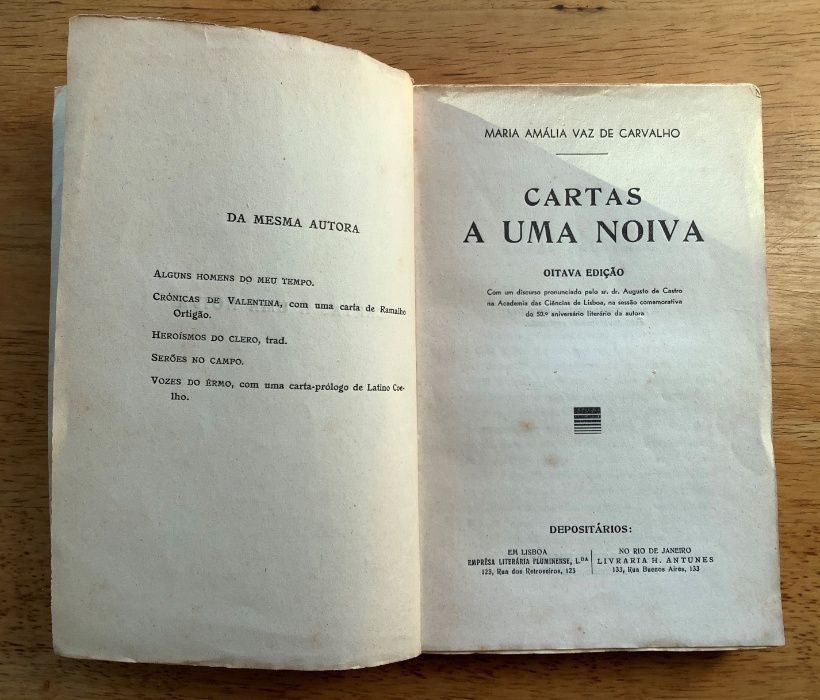 DA MESMA AUTORA
ALGUNS HOMENS DO MEU TEMPO.
CRÓNICAS DE VALENTINA, com uma carta de Ramalho
Ortigão.
HEROÍSMOS DO CLERO, trad.
SERÕES NO CAMPO.
VOZES DO ÉRMO, com uma carta-prólogo de Latino Coe-
lho.
MARIA AMÁLIA VAZ DE CARVALHO
CARTAS
A UMA NOIVA
OITAVA EDIÇÃO
Com um discurso pronunciado pelo sr. dr. Augusto de Castro
na Academia das Ciências de Lisboa, na sessão comemorativa
do 50.º aniversário literário da autora
DEPOSITÁRIOS:
EM LISBOA
EMPRÊSA LITERÁRIA FLUMINENSE, L.DA
125, Rua dos Retroseiros, 125
NO RIO DE JANEIRO
LIVRARIA H. ANTUNES
133, Rua Buenos Aires, 133